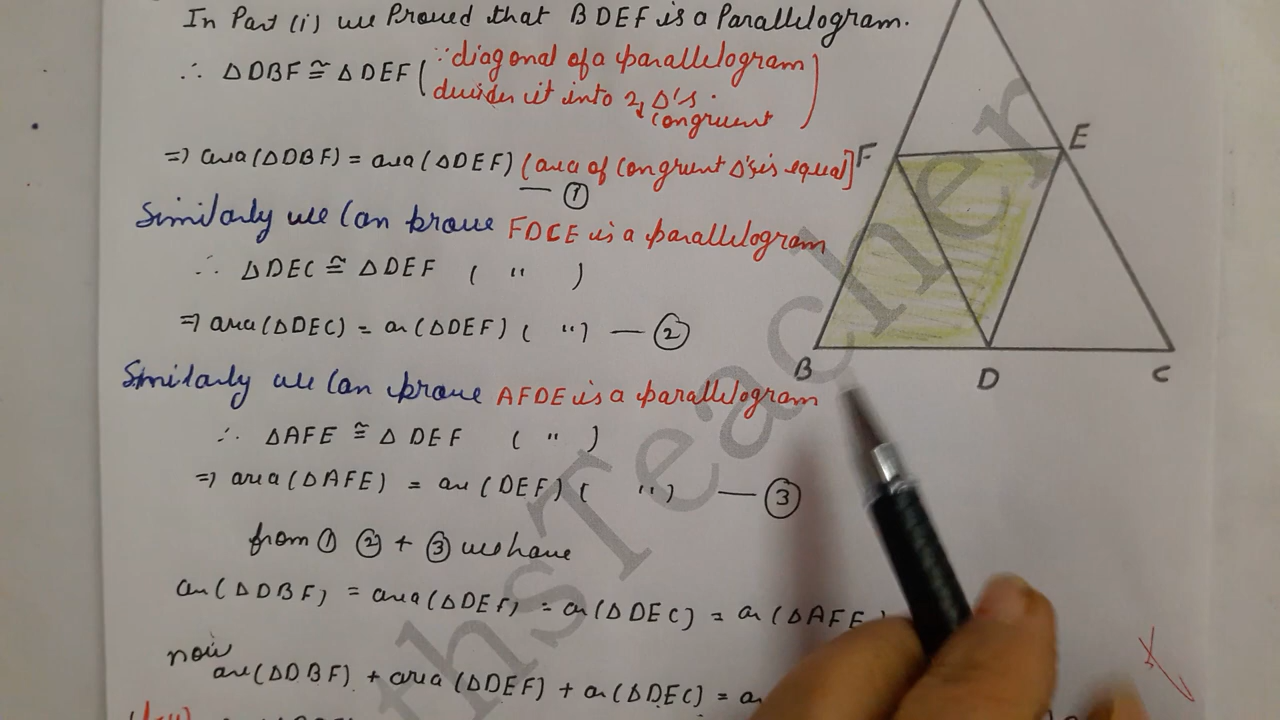 In Part (i) we Proved that BDEF is a Parallelogram.
∴ ΔDBF ≅ ΔDEF (∵ diagonal of a parallelogram
divides it into 2 congruent Δ's.)
=> area(ΔDBF) = area(ΔDEF) (area of Congruent Δ's is equal] — ①
Similarly we Can prove FDCE is a parallelogram
∴ ΔDEC ≅ ΔDEF ( " )
=> area(ΔDEC) = ar(ΔDEF) ( ") — ②
Similarly we Can prove AFDE is a parallelogram
∴ ΔAFE ≅ Δ DEF ( " )
=> area(ΔAFE) = ar(DEF) ( ") — ③
from ① ② + ③ we have
ar(ΔDBF) = area(ΔDEF) = ar(ΔDEC) = ar(ΔAFE)
now
are(ΔDBF) + area(ΔDEF) + ar(ΔDEC) =
F
E
B
D
C
thsTeacher